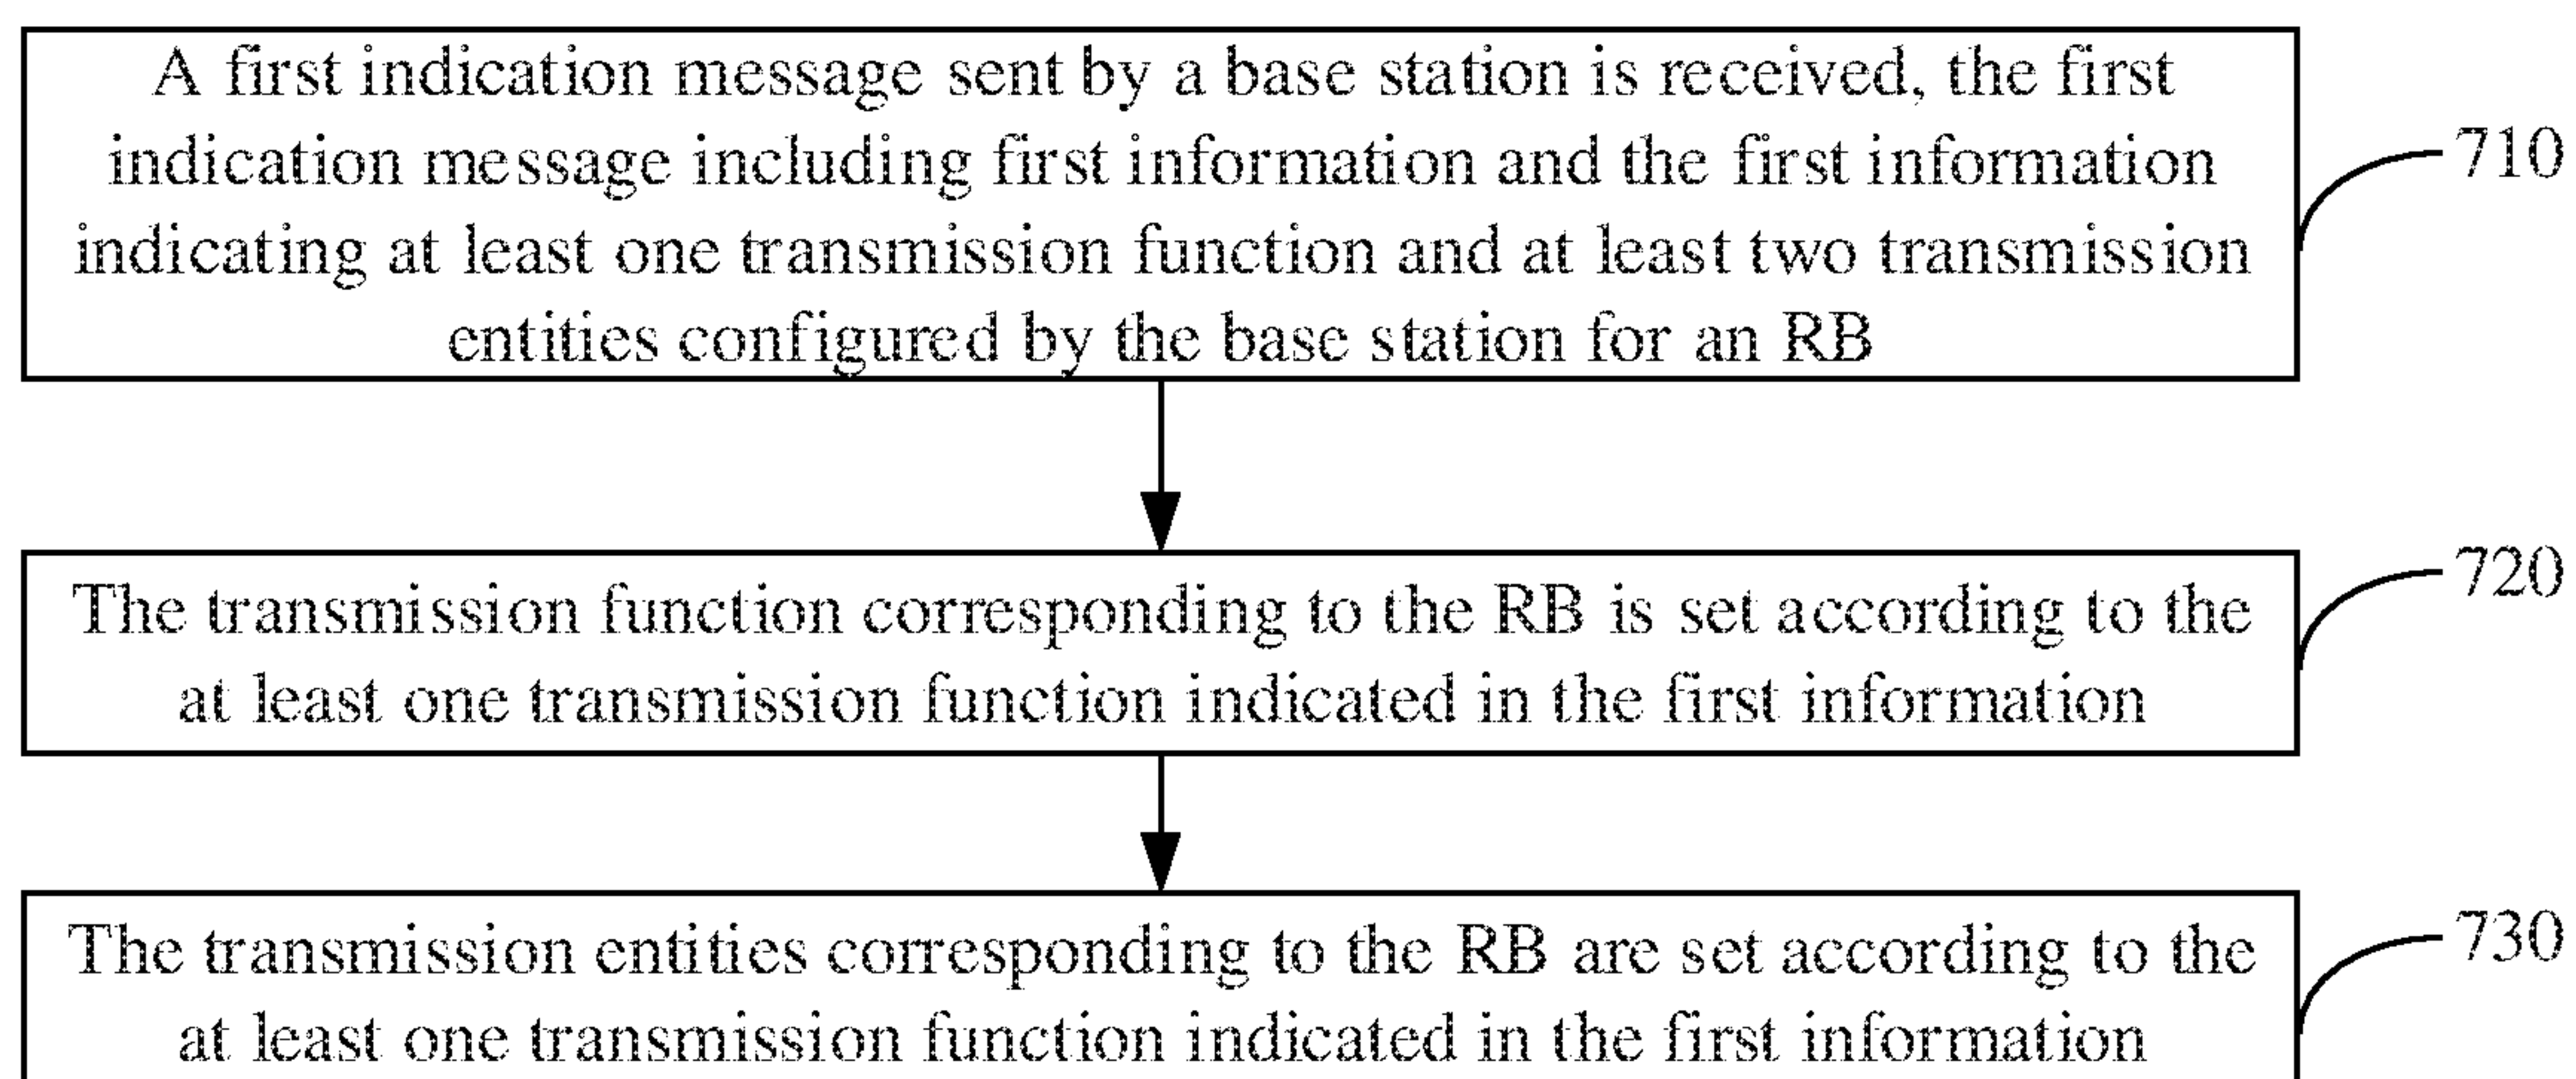 A first indication message sent by a base station is received, the first
indication message including first information and the first information
indicating at least one transmission function and at least two transmission
entities configured by the base station for an RB
710
The transmission function corresponding to the RB is set according to the
at least one transmission function indicated in the first information
720
The transmission entities corresponding to the RB are set according to the
at least one transmission function indicated in the first information
730